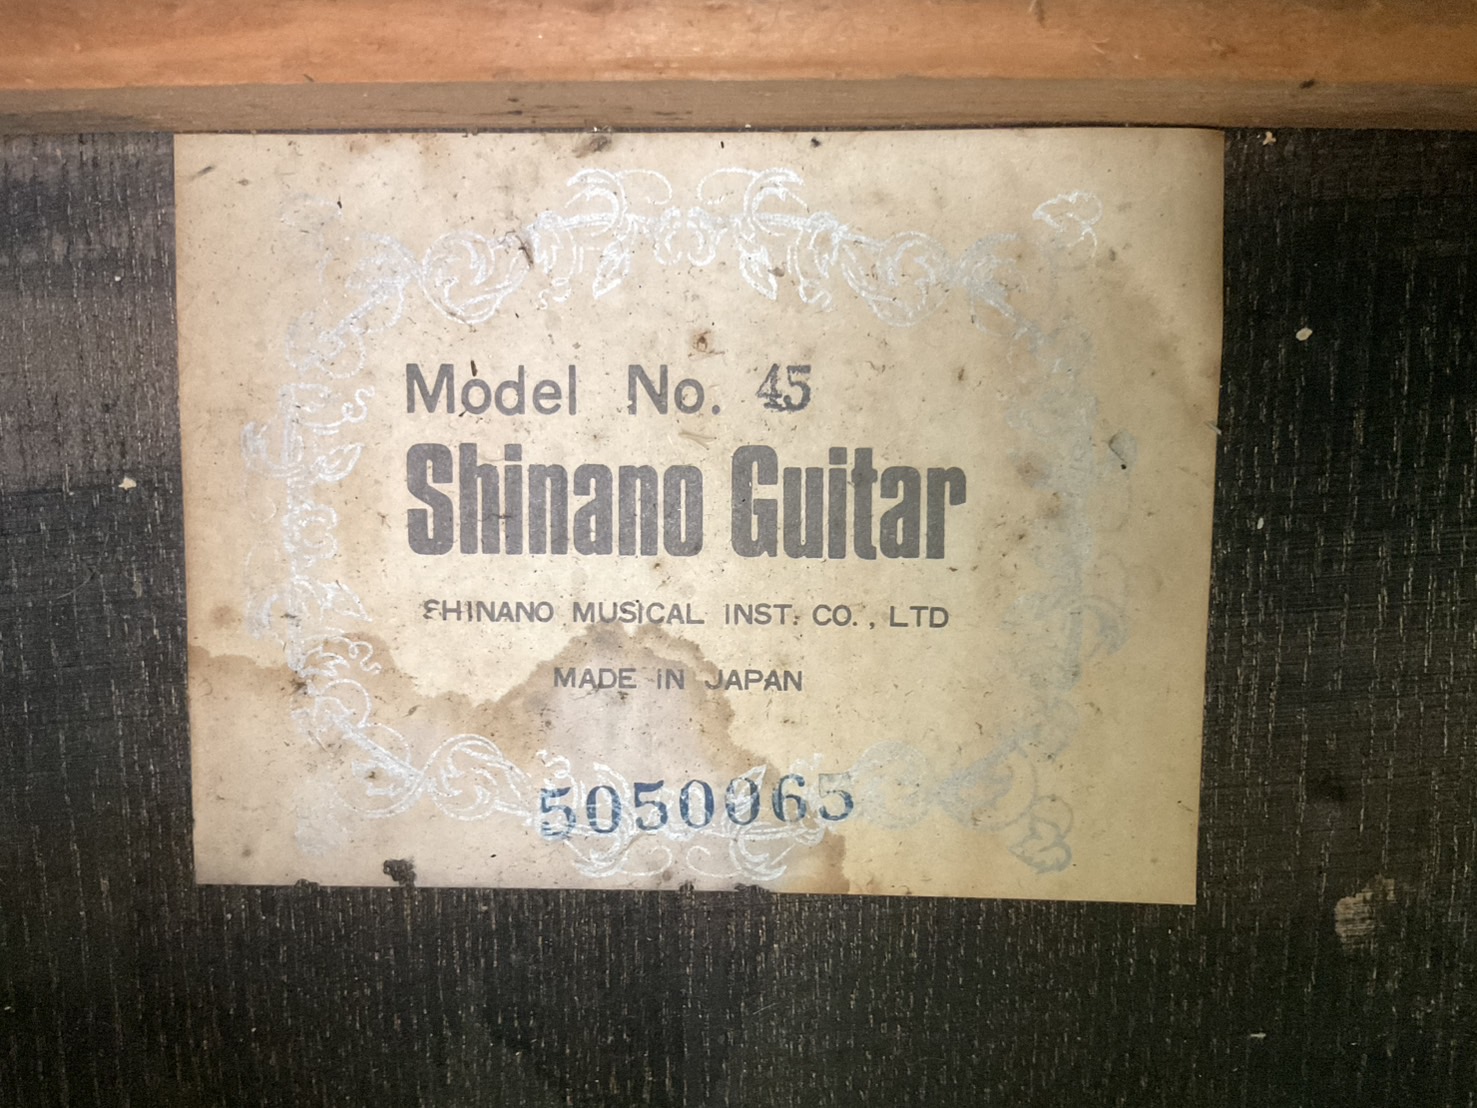 Model No. 45
Shinano Guitar
SHINANO MUSICAL INST. CO., LTD
MADE IN JAPAN
5050065